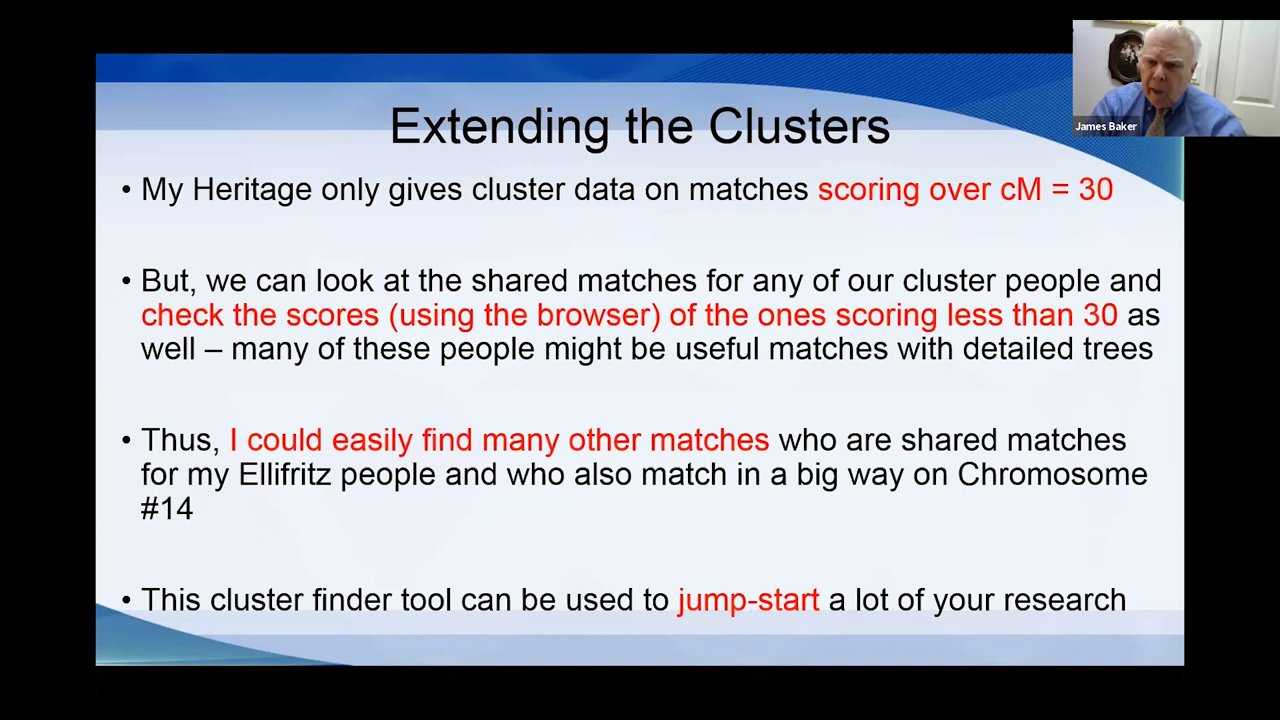 Extending the Clusters
James Baker
• My Heritage only gives cluster data on matches scoring over cM = 30
• But, we can look at the shared matches for any of our cluster people and
check the scores (using the browser) of the ones scoring less than 30 as
well – many of these people might be useful matches with detailed trees
• Thus, I could easily find many other matches who are shared matches
for my Ellifritz people and who also match in a big way on Chromosome
#14
• This cluster finder tool can be used to jump-start a lot of your research